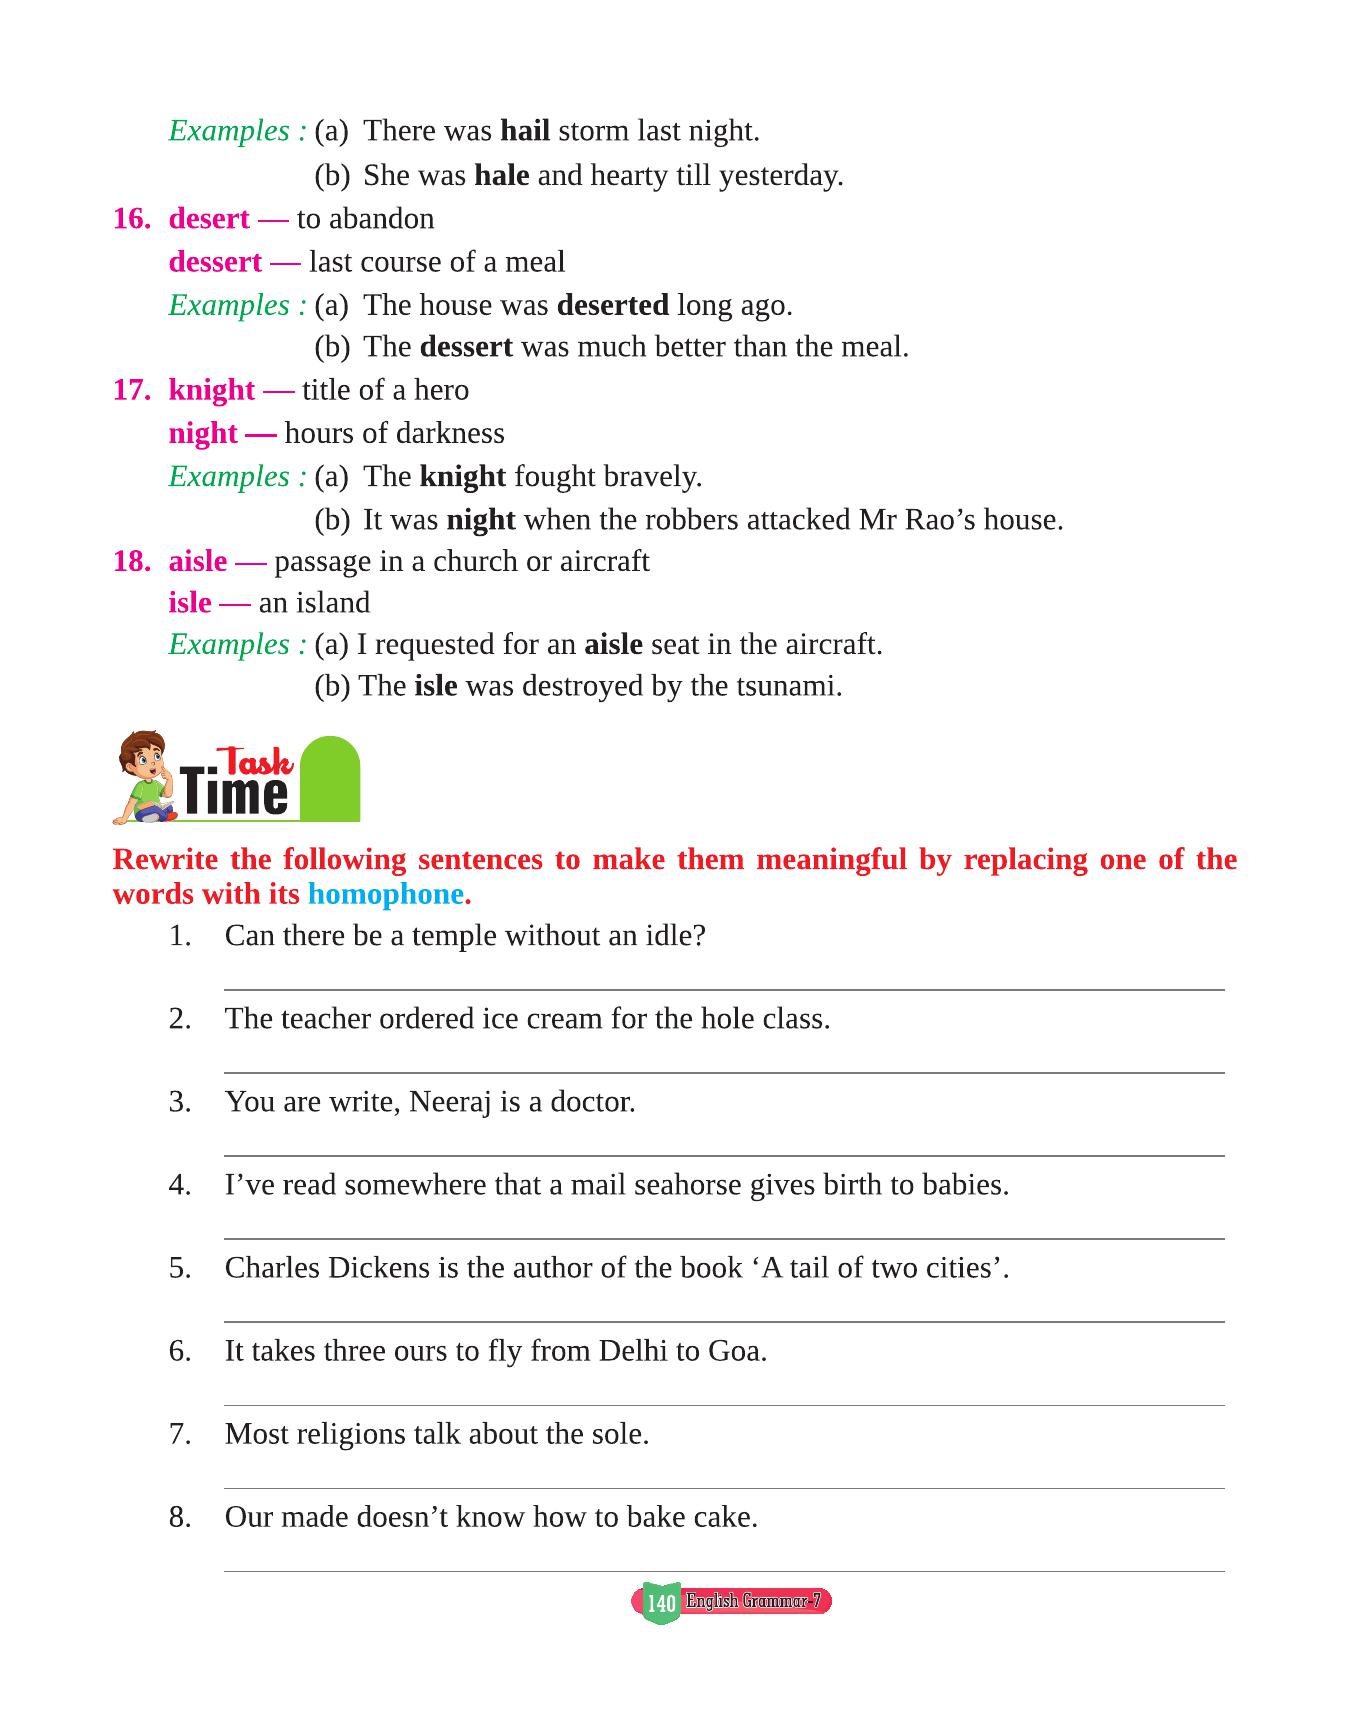 Examples : (a) There was hail storm last night.
(b) She was hale and hearty till yesterday.
16. desert — to abandon
dessert — last course of a meal
Examples : (a) The house was deserted long ago.
(b) The dessert was much better than the meal.
17. knight — title of a hero
night — hours of darkness
Examples : (a) The knight fought bravely.
(b) It was night when the robbers attacked Mr Rao’s house.
18. aisle — passage in a church or aircraft
isle — an island
Examples : (a) I requested for an aisle seat in the aircraft.
(b) The isle was destroyed by the tsunami.
Task
Time
Rewrite the following sentences to make them meaningful by replacing one of the
words with its homophone.
1. Can there be a temple without an idle?
2. The teacher ordered ice cream for the hole class.
3. You are write, Neeraj is a doctor.
4. I’ve read somewhere that a mail seahorse gives birth to babies.
5. Charles Dickens is the author of the book ‘A tail of two cities’.
6. It takes three ours to fly from Delhi to Goa.
7. Most religions talk about the sole.
8. Our made doesn’t know how to bake cake.
140 English Grammar-7